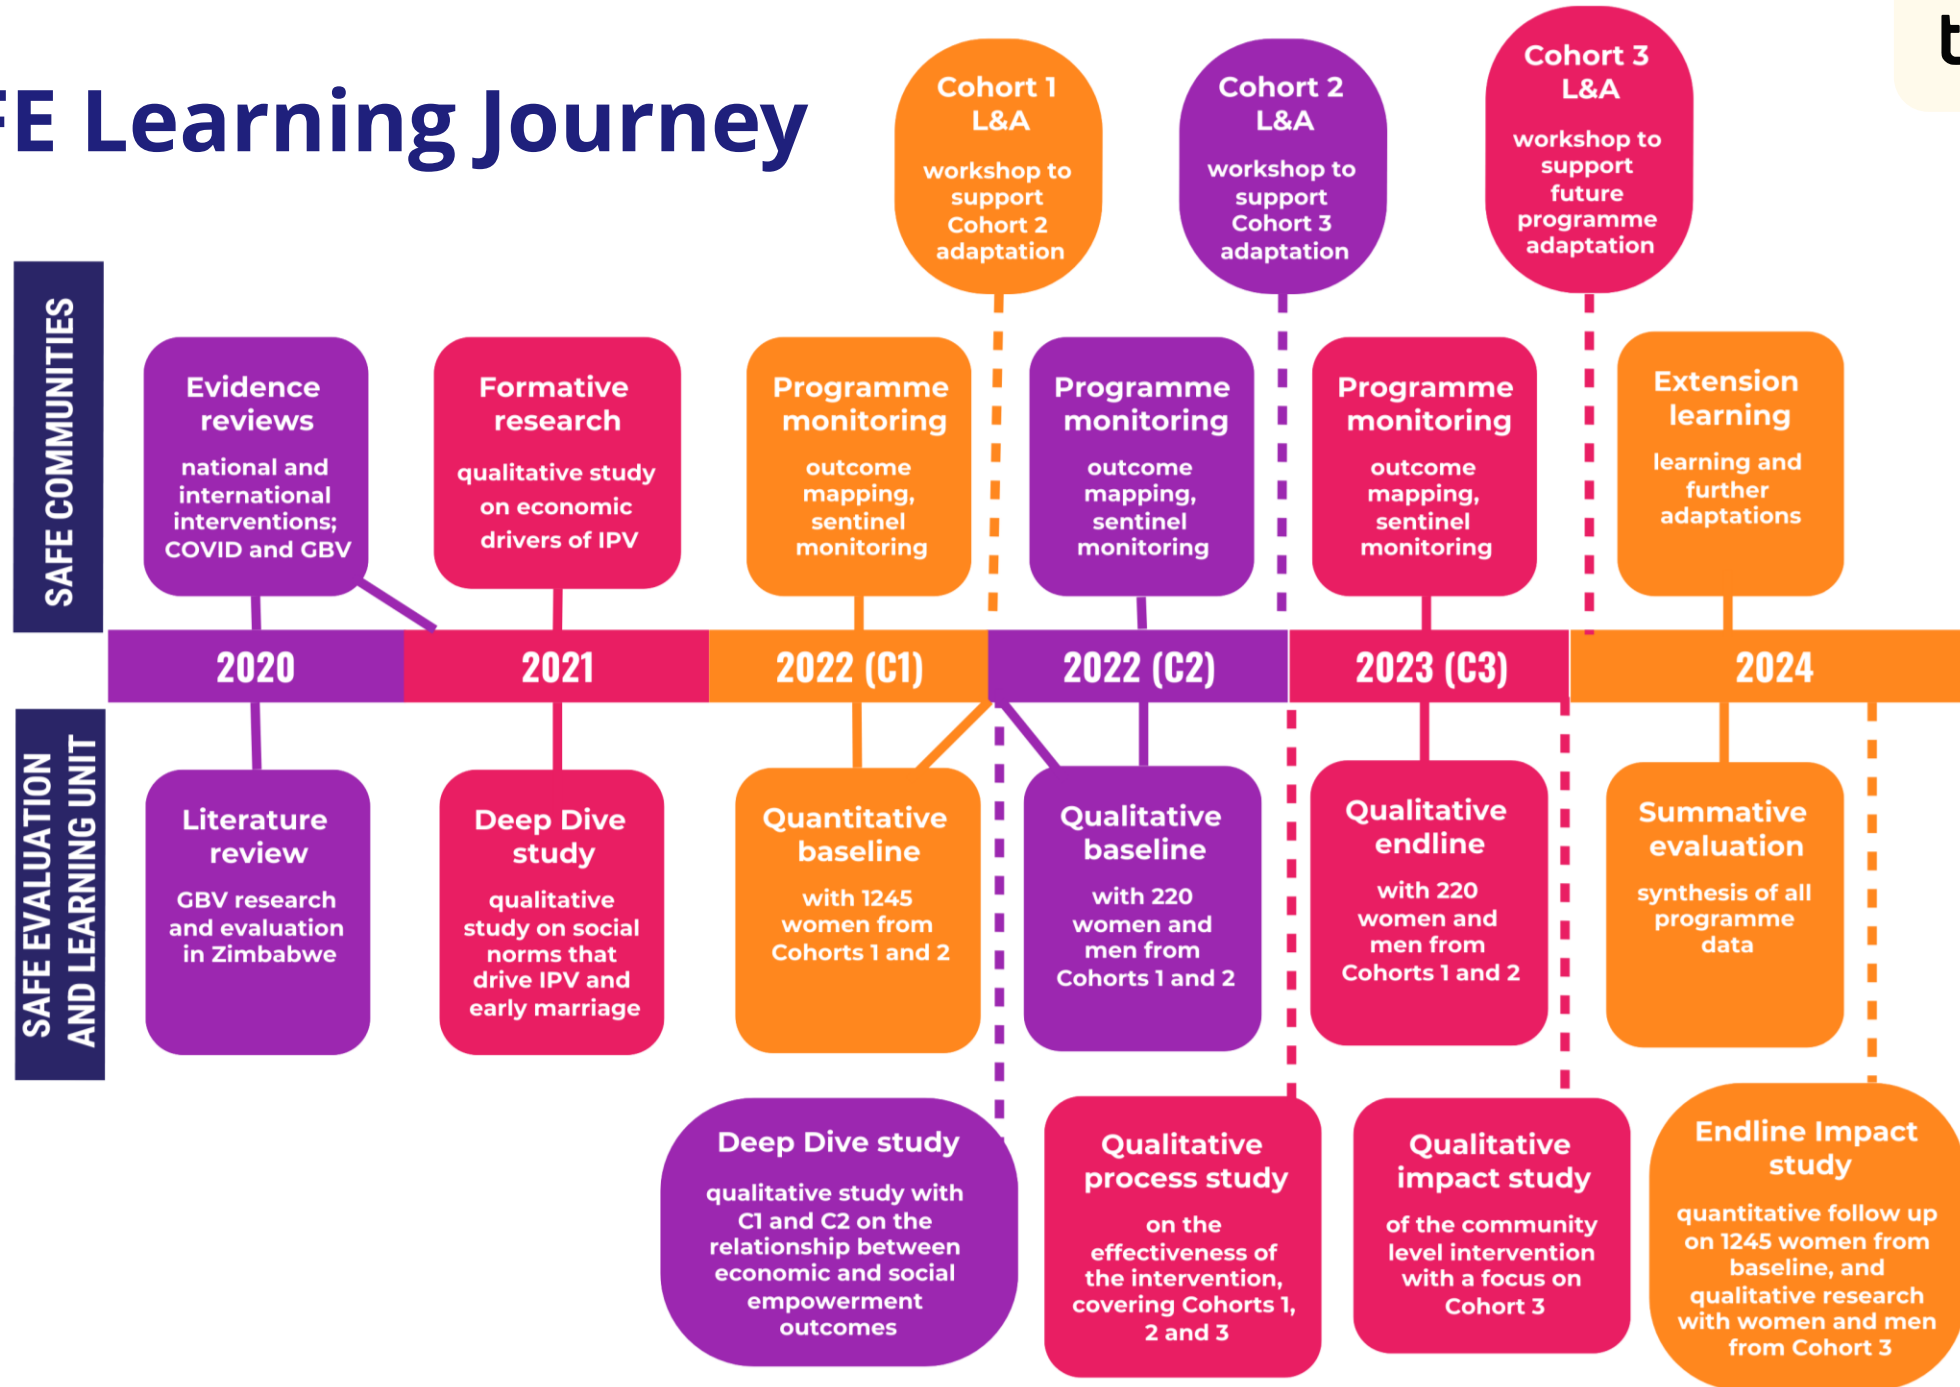 FE Learning Journey
t
Cohort 1
L&A
workshop to
support
Cohort 2
adaptation
Cohort 2
L&A
workshop to
support
Cohort 3
adaptation
Cohort 3
L&A
workshop to
support
future
programme
adaptation
SAFE COMMUNITIES
Evidence
reviews
national and
international
interventions;
COVID and GBV
Formative
research
qualitative study
on economic
drivers of IPV
Programme
monitoring
outcome
mapping,
sentinel
monitoring
Programme
monitoring
outcome
mapping,
sentinel
monitoring
Programme
monitoring
outcome
mapping,
sentinel
monitoring
Extension
learning
learning and
further
adaptations
2020
2021
2022 (C1)
2022 (C2)
2023 (C3)
2024
SAFE EVALUATION
AND LEARNING UNIT
Literature
review
GBV research
and evaluation
in Zimbabwe
Deep Dive
study
qualitative
study on social
norms that
drive IPV and
early marriage
Quantitative
baseline
with 1245
women from
Cohorts 1 and 2
Qualitative
baseline
with 220
women and
men from
Cohorts 1 and 2
Qualitative
endline
with 220
women and
men from
Cohorts 1 and 2
Summative
evaluation
synthesis of all
programme
data
Deep Dive study
qualitative study with
C1 and C2 on the
relationship between
economic and social
empowerment
outcomes
Qualitative
process study
on the
effectiveness of
the intervention,
covering Cohorts 1,
2 and 3
Qualitative
impact study
of the community
level intervention
with a focus on
Cohort 3
Endline Impact
study
quantitative follow up
on 1245 women from
baseline, and
qualitative research
with women and men
from Cohort 3